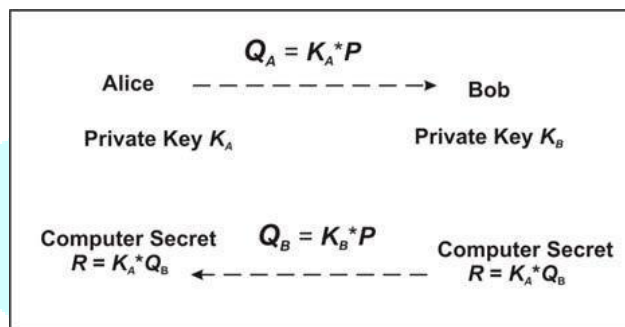 Q_A = K_A*P
Alice
Bob
Private Key K_A
Private Key K_B
Q_B = K_B*P
Computer Secret
R = K_A*Q_B
Computer Secret
R = K_A*Q_B